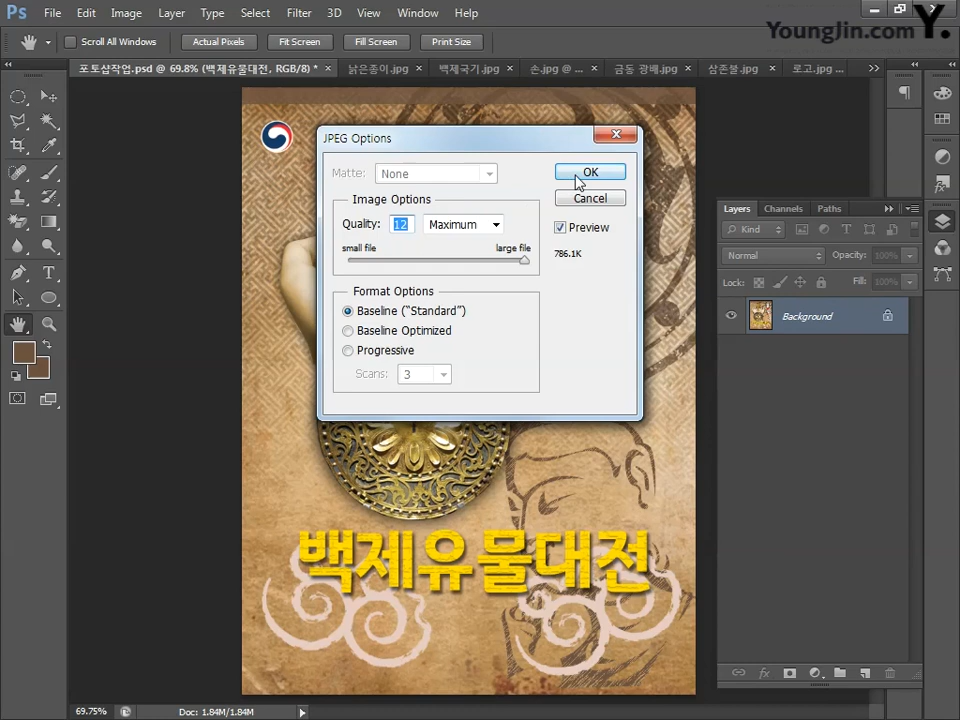 Ps File Edit Image Layer Type Select Filter 3D View Window Help
YoungJin.com Y.
Scroll All Windows Actual Pixels Fit Screen Fill Screen Print Size
포토샵작업.psd @ 69.8% (백제유물대전, RGB/8) * × 낡은종이.jpg × 백제국기.jpg × 손.jpg @ ... × 금동 광배.jpg × 삼존불.jpg × 로고.jpg ...
JPEG Options
Matte: None
OK
Cancel
Image Options
Quality: 12 Maximum
Preview
small file large file
786.1K
Format Options
Baseline ("Standard")
Baseline Optimized
Progressive
Scans: 3
Layers Channels Paths
Kind
Normal Opacity: 100%
Lock: Fill: 100%
Background
백제유물대전
69.75% Doc: 1.84M/1.84M